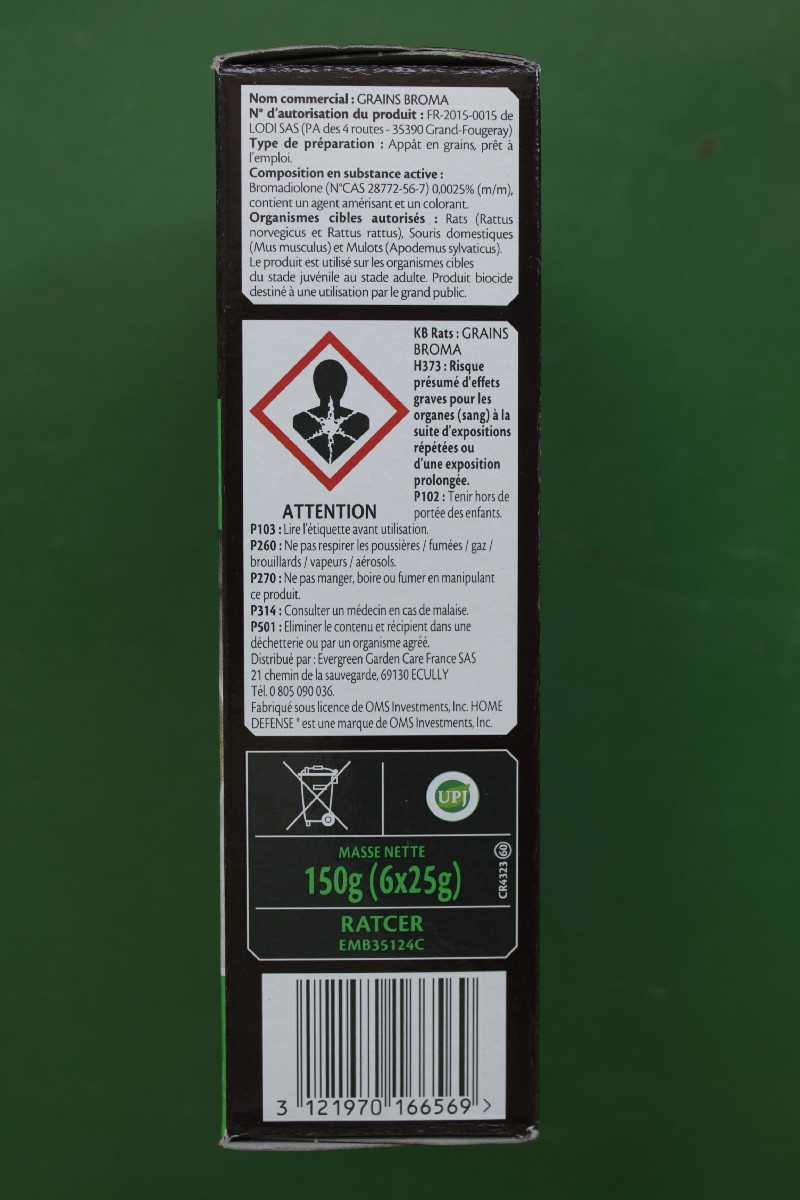 Nom commercial : GRAINS BROMA
N° d'autorisation du produit : FR-2015-0015 de
LODI SAS (PA des 4 routes - 35390 Grand-Fougeray)
Type de préparation : Appât en grains, prêt à
l'emploi.
Composition en substance active :
Bromadiolone (N°CAS 28772-56-7) 0,0025% (m/m),
contient un agent amérisant et un colorant.
Organismes cibles autorisés : Rats (Rattus
norvegicus et Rattus rattus), Souris domestiques
(Mus musculus) et Mulots (Apodemus sylvaticus).
Le produit est utilisé sur les organismes cibles
du stade juvénile au stade adulte. Produit biocide
destiné à une utilisation par le grand public.
KB Rats : GRAINS
BROMA
H373 : Risque
présumé d'effets
graves pour les
organes (sang) à la
suite d'expositions
répétées ou
d'une exposition
prolongée.
P102 : Tenir hors de
portée des enfants.
ATTENTION
P103 : Lire l'étiquette avant utilisation.
P260 : Ne pas respirer les poussières / fumées / gaz /
brouillards / vapeurs / aérosols.
P270 : Ne pas manger, boire ou fumer en manipulant
ce produit.
P314 : Consulter un médecin en cas de malaise.
P501 : Eliminer le contenu et récipient dans une
déchetterie ou par un organisme agréé.
Distribué par : Evergreen Garden Care France SAS
21 chemin de la sauvegarde, 69130 ECULLY
Tél. 0 805 090 036.
Fabriqué sous licence de OMS Investments, Inc. HOME
DEFENSE ® est une marque de OMS Investments, Inc.
UPJ
MASSE NETTE
150g (6x25g)
CR4323 60
RATCER
EMB35124C
3 121970 166569 >